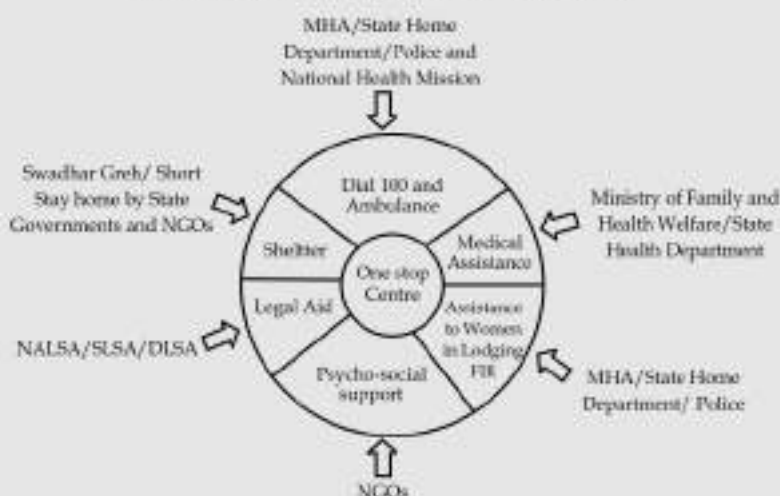 MHA/State Home
Department/Police and
National Health Mission
Swadhar Greh/ Short
Stay home by State
Governments and NGOs
Dial 100 and
Ambulance
Ministry of Family and
Health Welfare/State
Health Department
Sheltter
Medical
Assistance
One stop
Centre
Legal Aid
Assistance
to Women
in Lodging
FIR
NALSA/SLSA/DLSA
Psycho-social
support
MHA/State Home
Department/ Police
NGOs